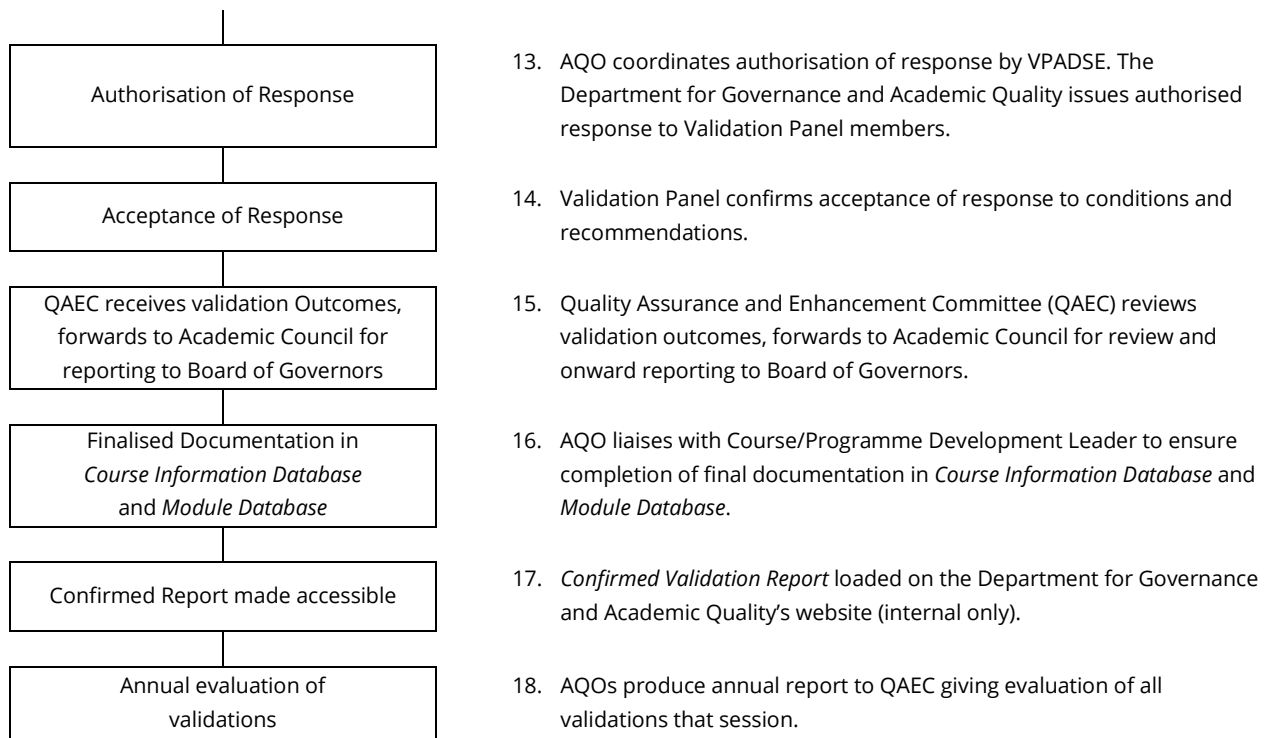 Authorisation of Response
13. AQO coordinates authorisation of response by VPADSE. The
Department for Governance and Academic Quality issues authorised
response to Validation Panel members.
Acceptance of Response
14. Validation Panel confirms acceptance of response to conditions and
recommendations.
QAEC receives validation Outcomes,
forwards to Academic Council for
reporting to Board of Governors
15. Quality Assurance and Enhancement Committee (QAEC) reviews
validation outcomes, forwards to Academic Council for review and
onward reporting to Board of Governors.
Finalised Documentation in
Course Information Database
and Module Database
16. AQO liaises with Course/Programme Development Leader to ensure
completion of final documentation in Course Information Database and
Module Database.
Confirmed Report made accessible
17. Confirmed Validation Report loaded on the Department for Governance
and Academic Quality’s website (internal only).
Annual evaluation of
validations
18. AQOs produce annual report to QAEC giving evaluation of all
validations that session.